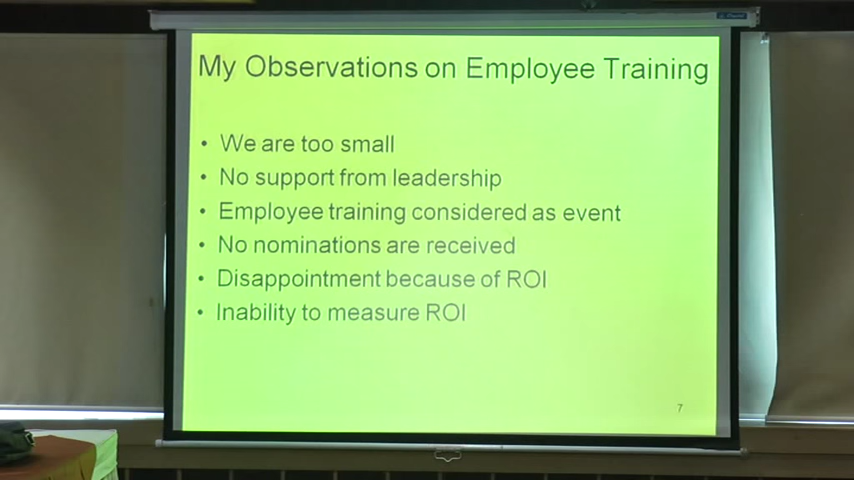 My Observations on Employee Training
• We are too small
• No support from leadership
• Employee training considered as event
• No nominations are received
• Disappointment because of ROI
• Inability to measure ROI
7